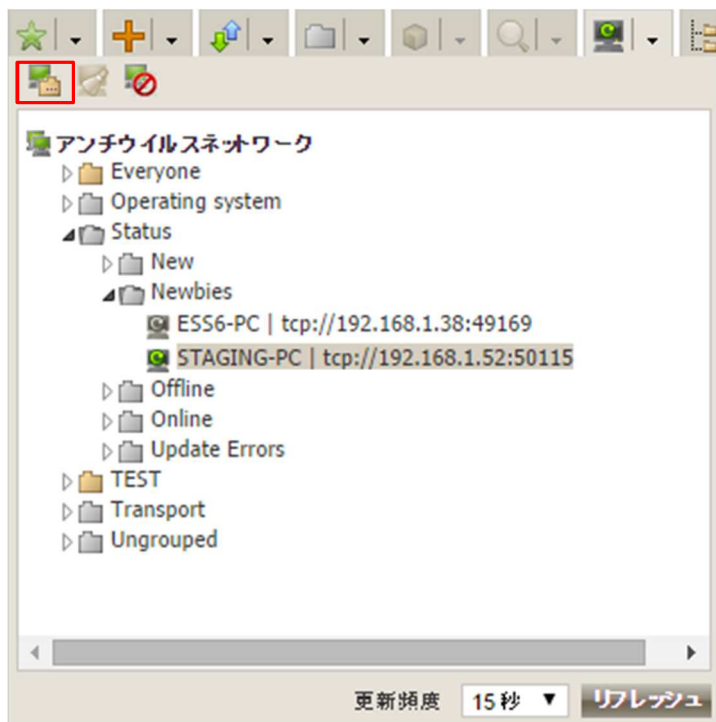 アンチウイルスネットワーク
Everyone
Operating system
Status
New
Newbies
ESS6-PC | tcp://192.168.1.38:49169
STAGING-PC | tcp://192.168.1.52:50115
Offline
Online
Update Errors
TEST
Transport
Ungrouped
更新頻度 15秒 リフレッシュ